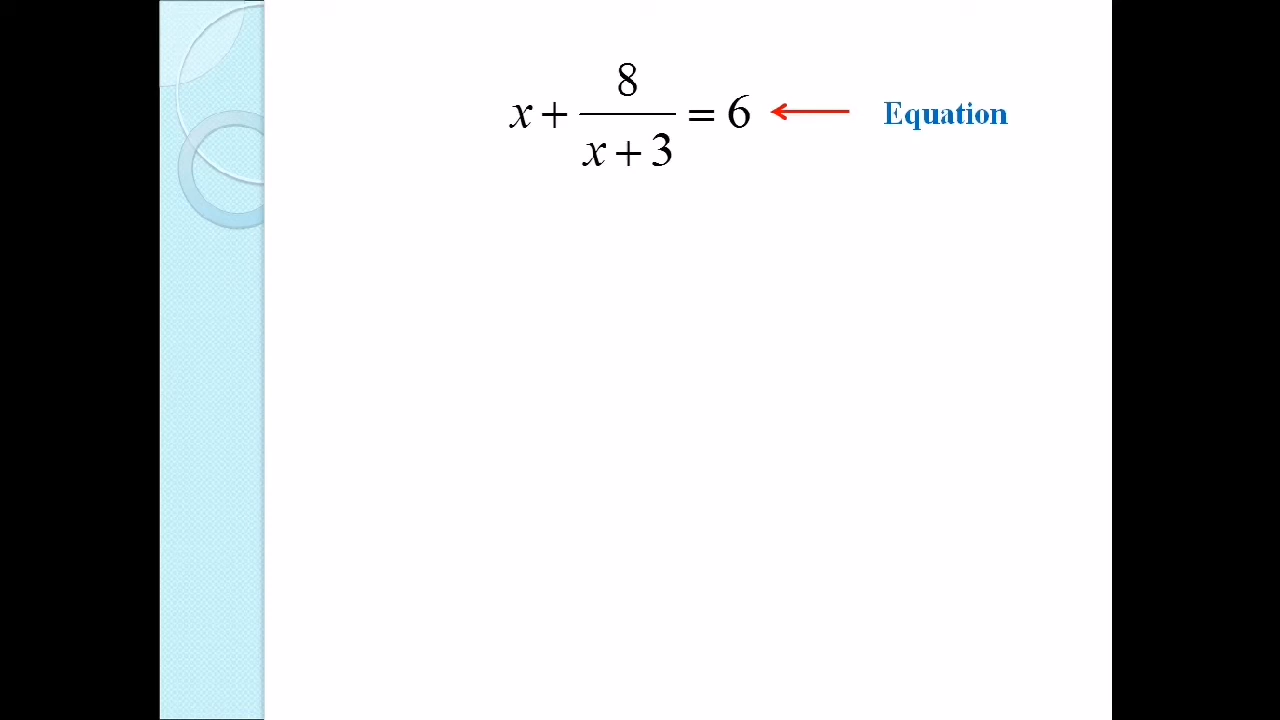 x + 8/(x + 3) = 6 Equation